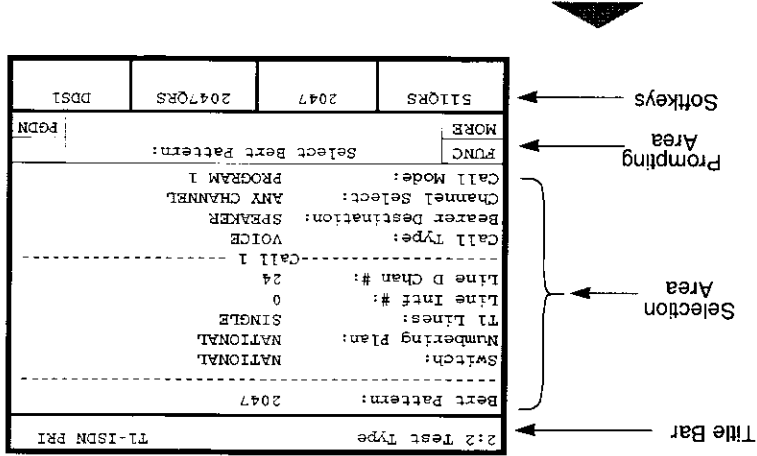 Title Bar
2:2 Test Type T1-ISDN PRI
Selection
Area
Bert Pattern: 2047
Switch: NATIONAL
Numbering Plan: NATIONAL
T1 Lines: SINGLE
Line Intf #: 0
Line D Chan #: 24
Call 1
Call Type: VOICE
Bearer Destination: SPEAKER
Channel Select: ANY CHANNEL
Call Mode: PROGRAM 1
Prompting
Area
FUNC Select Bert Pattern:
MORE PGDN
Softkeys
511QRS 2047 2047QRS DDS1